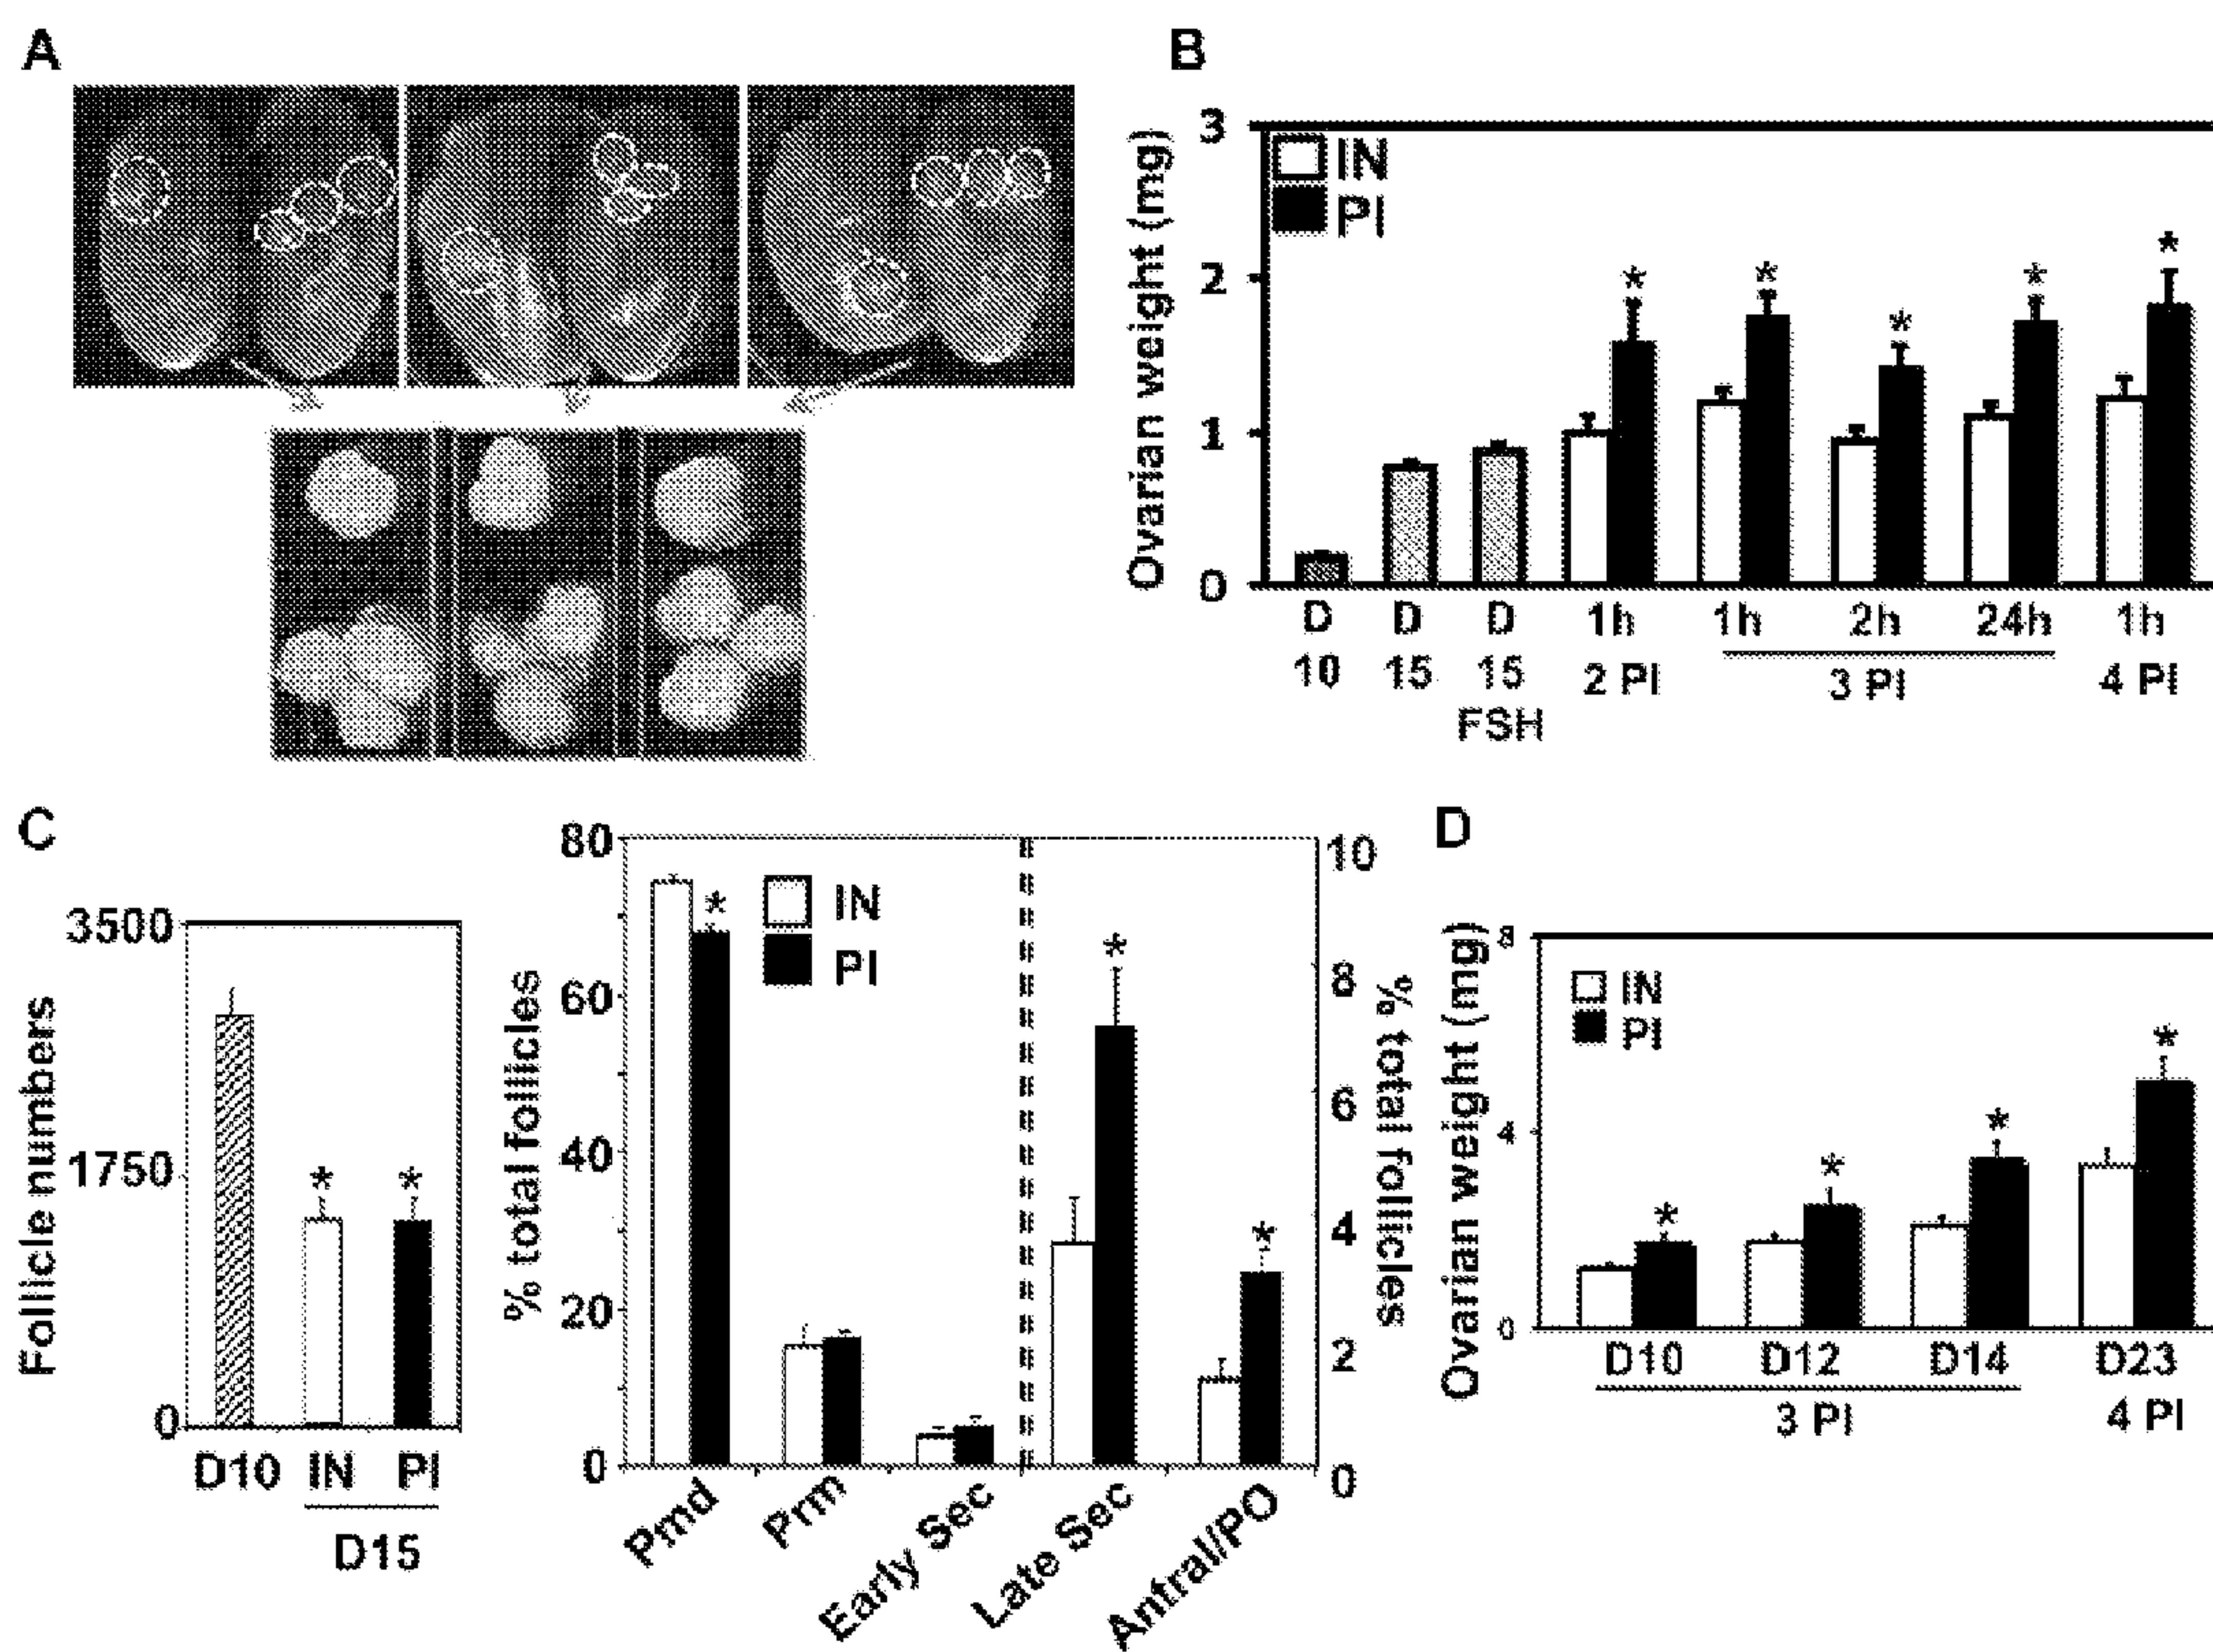 A
B
Ovarian weight (mg)
3
2
1
0
IN
PI
* * * * *
D D D 1h 1h 2h 24h 1h
10 15 15 2 PI 3 PI 4 PI
FSH
C
Follicle numbers
3500
1750
0
* *
D10 IN PI
D15
% total follicles
80
60
40
20
0
IN
PI
* * *
10
8
6
4
2
0
% total follicles
Prmd Prm Early Sec Late Sec Antral/PO
D
Ovarian weight (mg)
8
4
0
IN
PI
* * * *
D10 D12 D14 D23
3 PI 4 PI